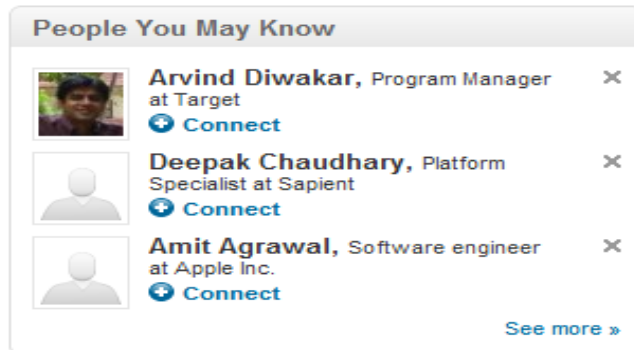 People You May Know
Arvind Diwakar, Program Manager
at Target
Connect
Deepak Chaudhary, Platform
Specialist at Sapient
Connect
Amit Agrawal, Software engineer
at Apple Inc.
Connect
See more »